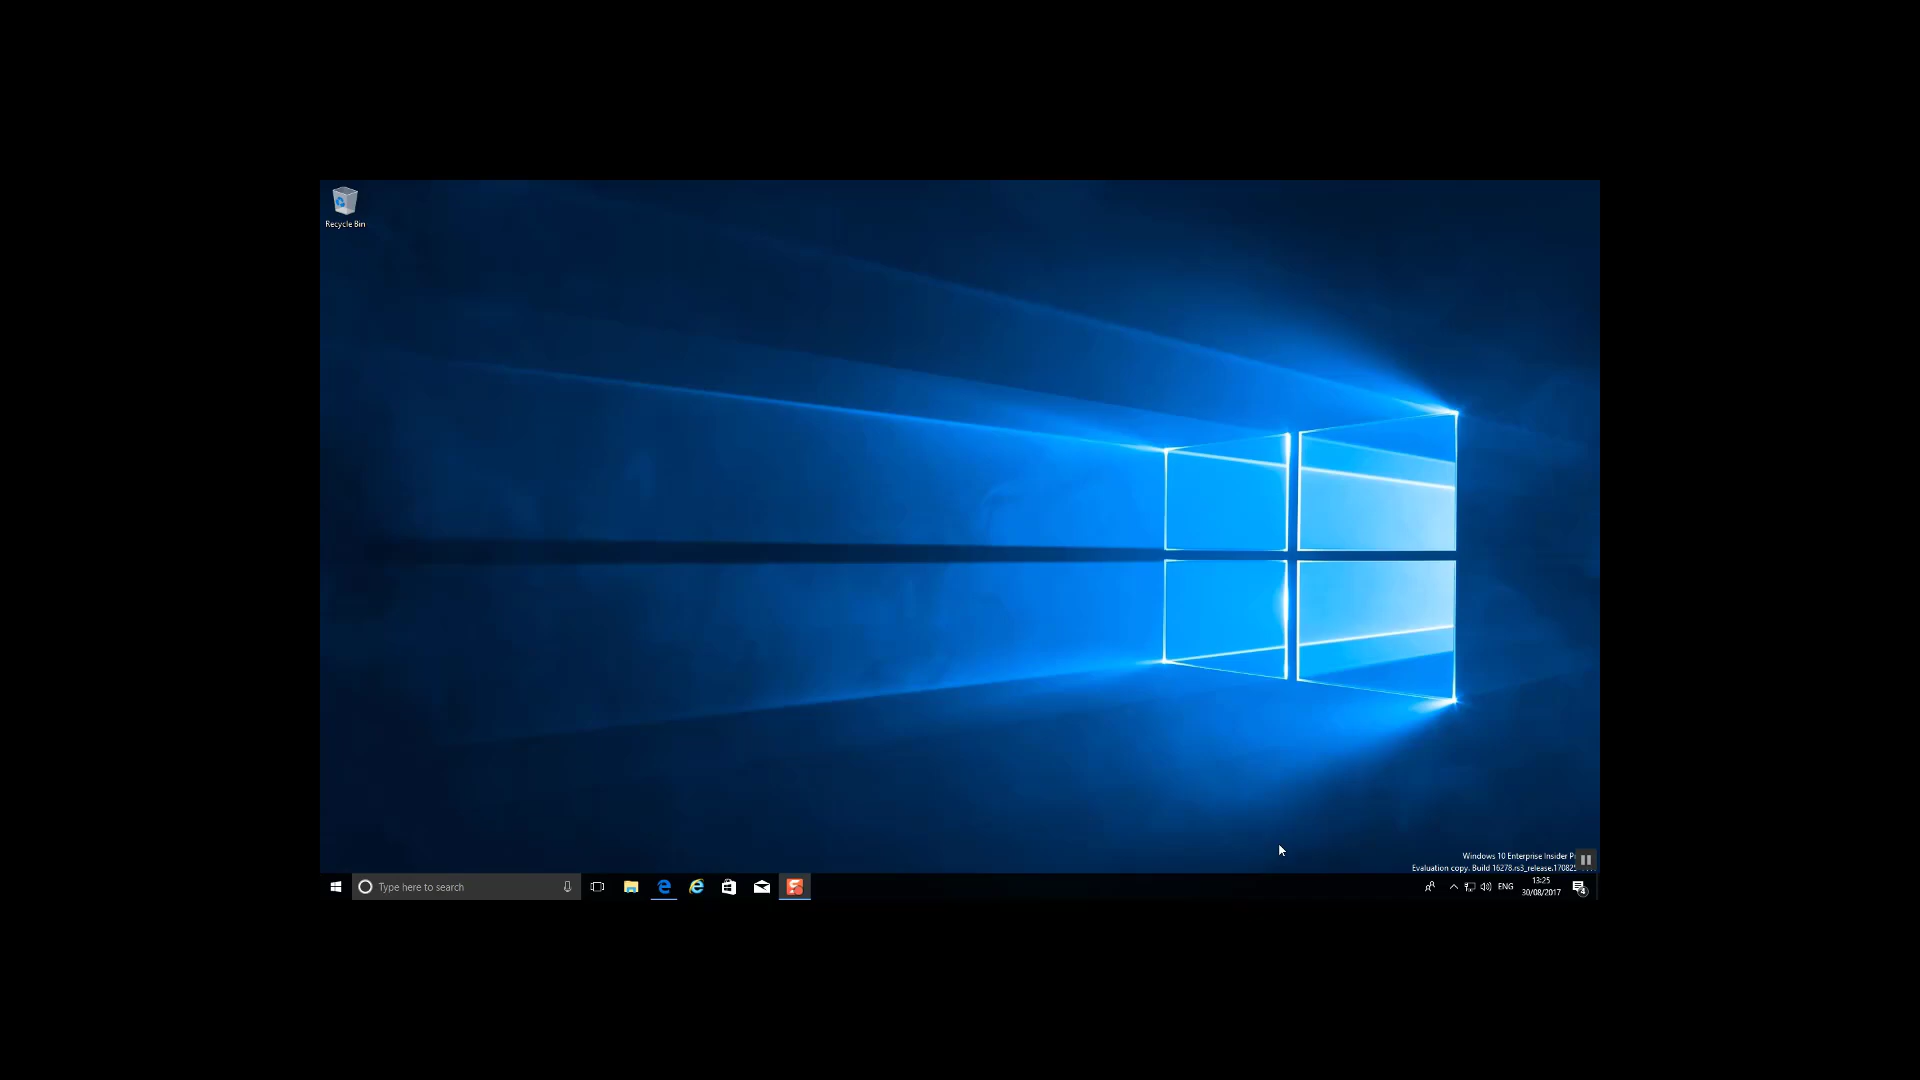 Recycle Bin
Windows 10 Enterprise Insider
Evaluation copy. Build 16278.rs3_release.17082
Type here to search
ENG
13:25
30/08/2017
4